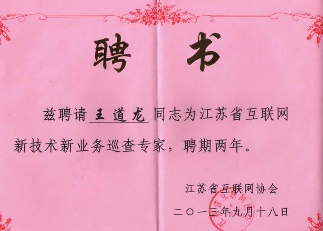 聘书
兹聘请 王道龙 同志为江苏省互联网
新技术新业务巡查专家，聘期两年。
江苏省互联网协会
二〇一三年九月十八日